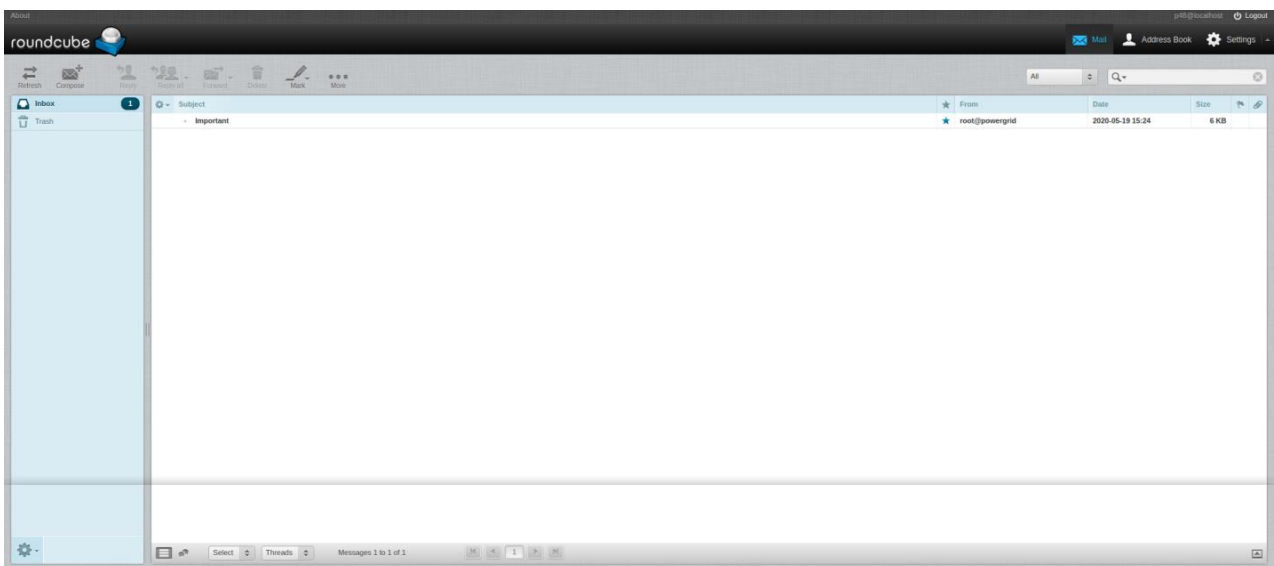 About p48@localhost Logout
roundcube Mail Address Book Settings
Refresh Compose Reply Reply all Forward Delete Mark More All
Inbox 1 Subject From Date Size
Trash Important root@powergrid 2020-05-19 15:24 6 KB
Select Threads Messages 1 to 1 of 1 1